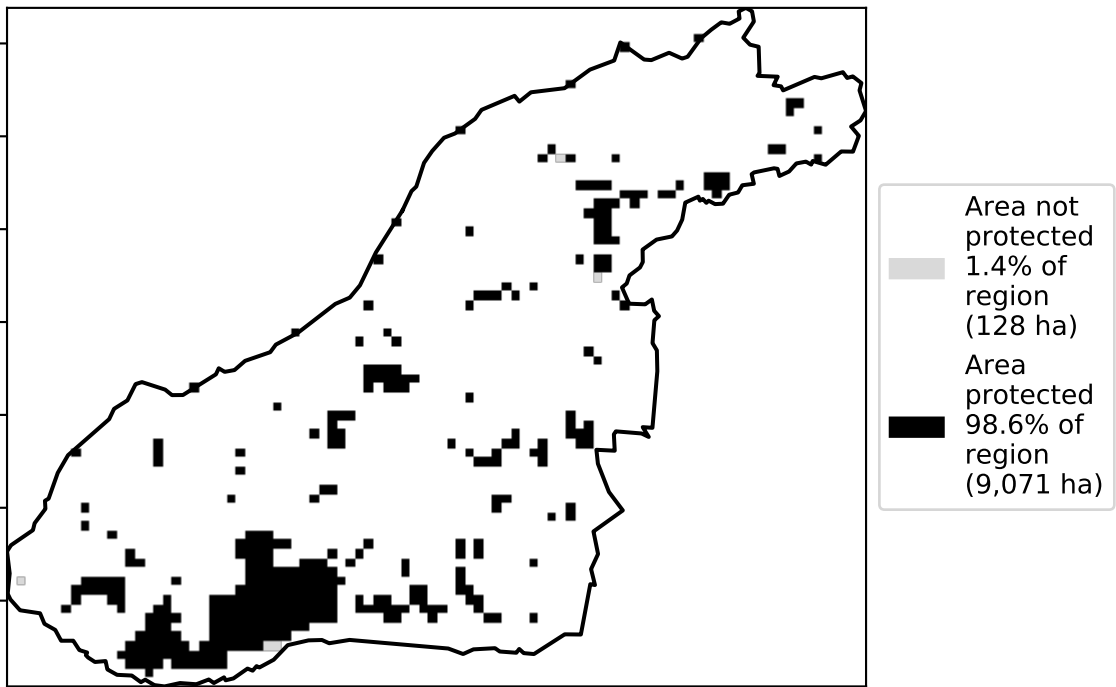 Area not
protected
1.4% of
region
(128 ha)
Area
protected
98.6% of
region
(9,071 ha)